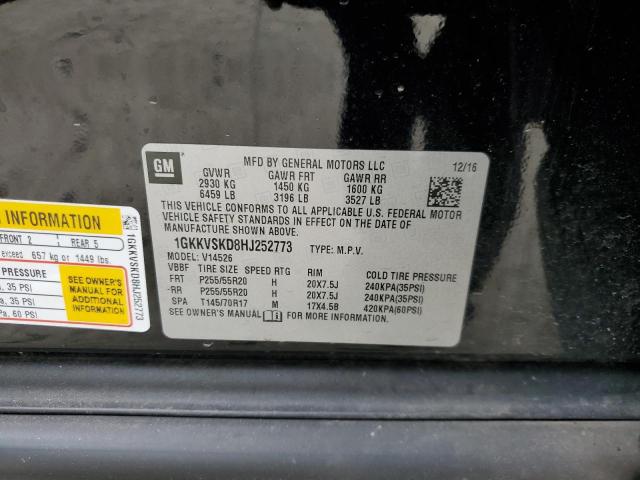 GM
MFD BY GENERAL MOTORS LLC
12/16
GVWR GAWR FRT GAWR RR
2930 KG 1450 KG 1600 KG
6459 LB 3196 LB 3527 LB
THIS VEHICLE CONFORMS TO ALL APPLICABLE U.S. FEDERAL MOTOR
VEHICLE SAFETY STANDARDS IN EFFECT ON THE DATE OF
MANUFACTURE SHOWN ABOVE.
1GKKVSKD8HJ252773 TYPE: M.P.V.
MODEL: V14526
VBBF TIRE SIZE SPEED RTG RIM COLD TIRE PRESSURE
FRT P255/55R20 H 20X7.5J 240KPA(35PSI)
RR P255/55R20 H 20X7.5J 240KPA(35PSI)
SPA T145/70R17 M 17X4.5B 420KPA(60PSI)
SEE OWNER'S MANUAL FOR MORE INFORMATION.
INFORMATION
FRONT 2 REAR 5
exceed 657 kg or 1449 lbs.
PRESSURE
35 PSI
35 PSI
60 PSI
SEE OWNER'S
MANUAL FOR
ADDITIONAL
INFORMATION
1GKKVSKD8HJ252773